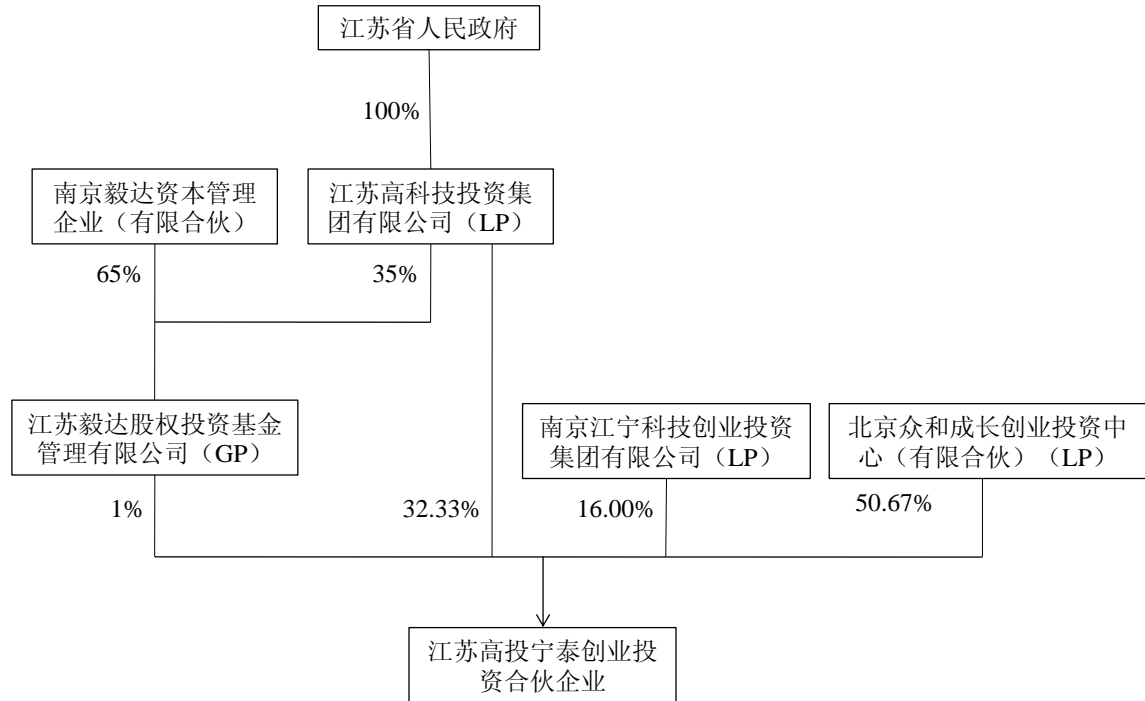 江苏省人民政府
100%
南京毅达资本管理
企业（有限合伙）
江苏高科技投资集
团有限公司（LP）
65%
35%
江苏毅达股权投资基金
管理有限公司（GP）
南京江宁科技创业投资
集团有限公司（LP）
北京众和成长创业投资中
心（有限合伙）（LP）
1%
32.33%
16.00%
50.67%
江苏高投宁泰创业投
资合伙企业